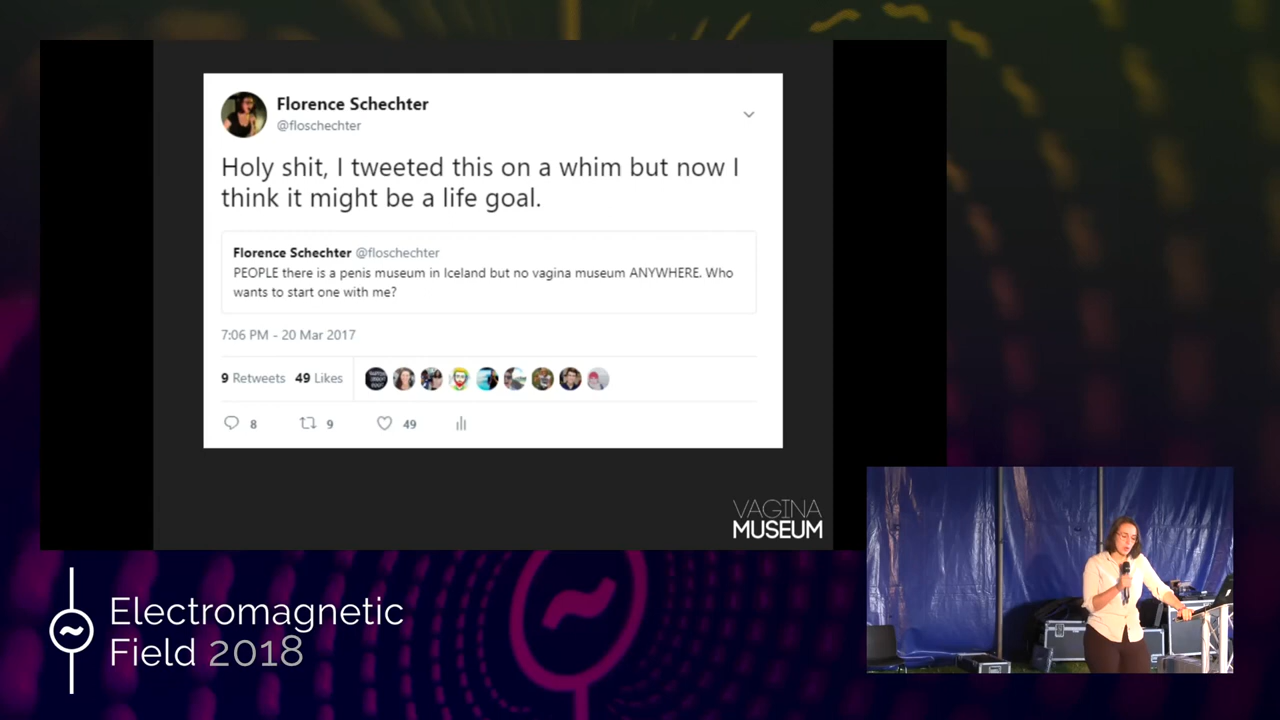 Florence Schechter
@floschechter
Holy shit, I tweeted this on a whim but now I
think it might be a life goal.
Florence Schechter @floschechter
PEOPLE there is a penis museum in Iceland but no vagina museum ANYWHERE. Who
wants to start one with me?
7:06 PM - 20 Mar 2017
9 Retweets 49 Likes
8 9 49
VAGINA
MUSEUM
Electromagnetic
Field 2018